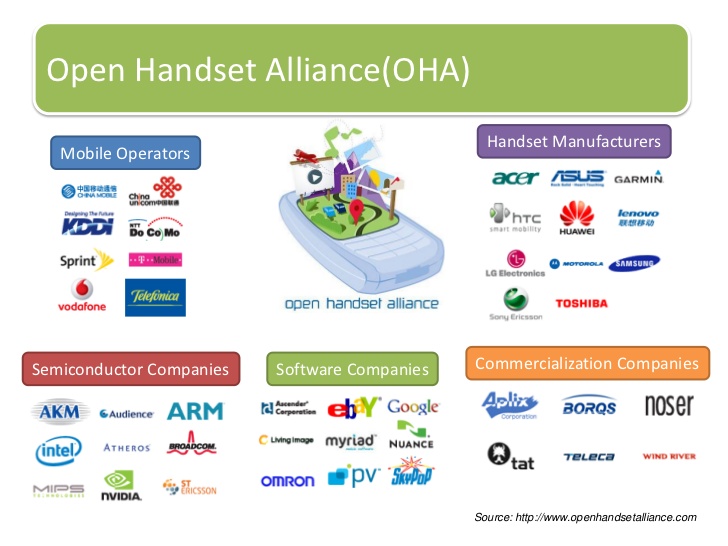 Open Handset Alliance(OHA)
Mobile Operators
中国移动通信
CHINA MOBILE
China
unicom中国联通
Designing The Future
KDDI
NTT
DoCoMo
Sprint
T Mobile
vodafone
Telefónica
open handset alliance
Handset Manufacturers
acer
ASUS
GARMIN
hTC
smart mobility
HUAWEI
lenovo
联想移动
LG Electronics
MOTOROLA
SAMSUNG
Sony Ericsson
TOSHIBA
Semiconductor Companies
AKM
Audience
ARM
intel
ATHEROS
BROADCOM
MIPS
TECHNOLOGIES
NVIDIA
ST
ERICSSON
Software Companies
Ascender
Corporation
ebay
Google
Living Image
myriad
NUANCE
OMRON
pv
SKYPOP
Commercialization Companies
Aplix
Corporation
BORQS
noser
tat
TELECA
WIND RIVER
Source: http://www.openhandsetalliance.com